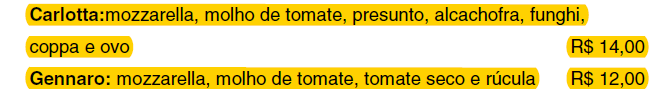 Carlotta:mozzarella, molho de tomate, presunto, alcachofra, funghi,
coppa e ovo R$ 14,00
Gennaro: mozzarella, molho de tomate, tomate seco e rúcula R$ 12,00